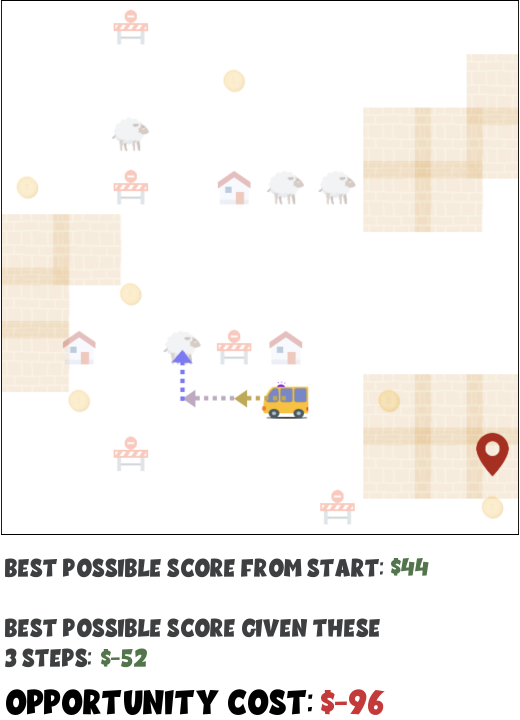 BEST POSSIBLE SCORE FROM START: $44
BEST POSSIBLE SCORE GIVEN THESE
3 STEPS: $-52
OPPORTUNITY COST: $-96